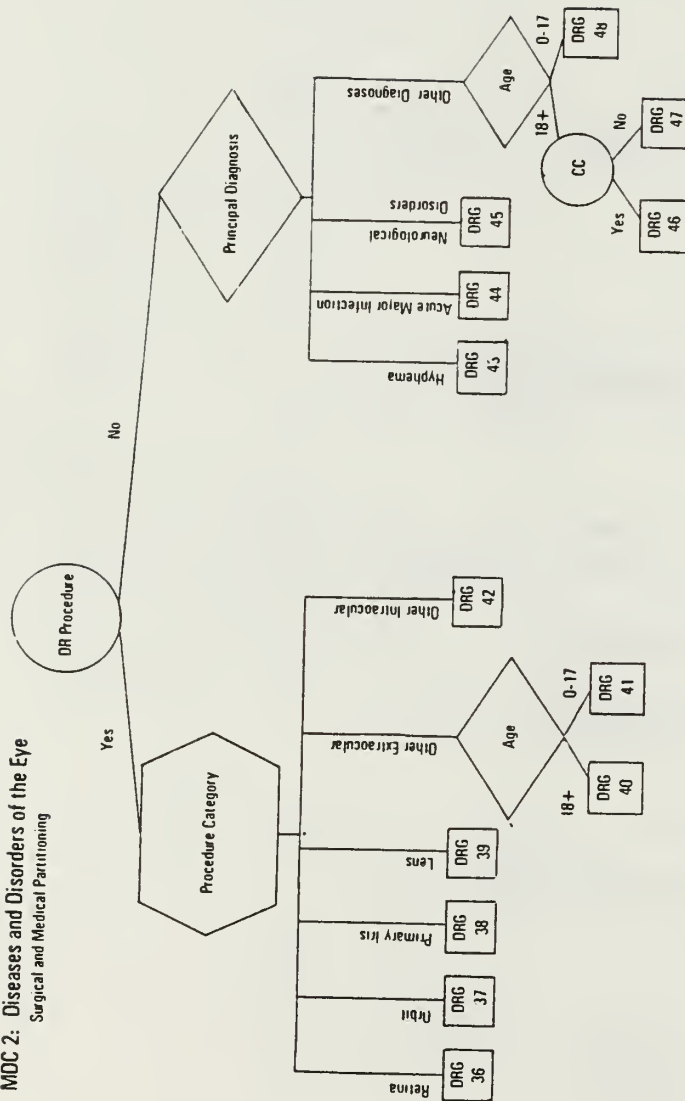 MDC 2: Diseases and Disorders of the Eye
Surgical and Medical Partitioning
OR Procedure
Yes
No
Procedure Category
Principal Diagnosis
Retina
Orbit
Primary Iris
Lens
Other Extraocular
Other Intraocular
Hyphema
Acute Major Infection
Neurological
Disorders
Other Diagnoses
DRG
36
DRG
37
DRG
38
DRG
39
Age
18+
0-17
DRG
40
DRG
41
DRG
42
DRG
43
DRG
44
DRG
45
Age
18+
0-17
CC
DRG
48
Yes
No
DRG
46
DRG
47